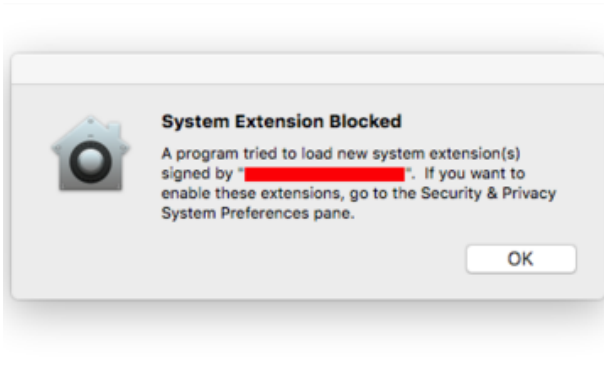 System Extension Blocked
A program tried to load new system extension(s)
signed by "                    ".  If you want to
enable these extensions, go to the Security & Privacy
System Preferences pane.
OK